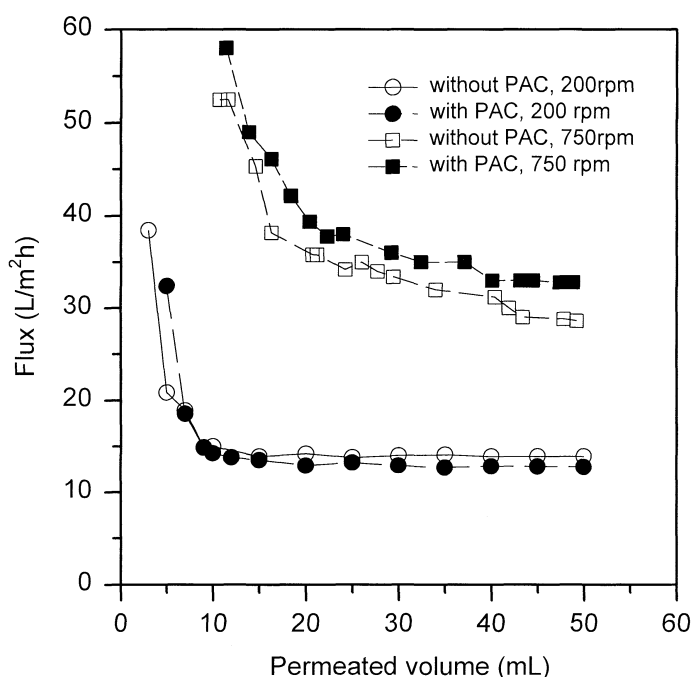 60
50
40
30
20
10
0
Flux (L/m²h)
without PAC, 200rpm
with PAC, 200 rpm
without PAC, 750rpm
with PAC, 750 rpm
0 10 20 30 40 50 60
Permeated volume (mL)